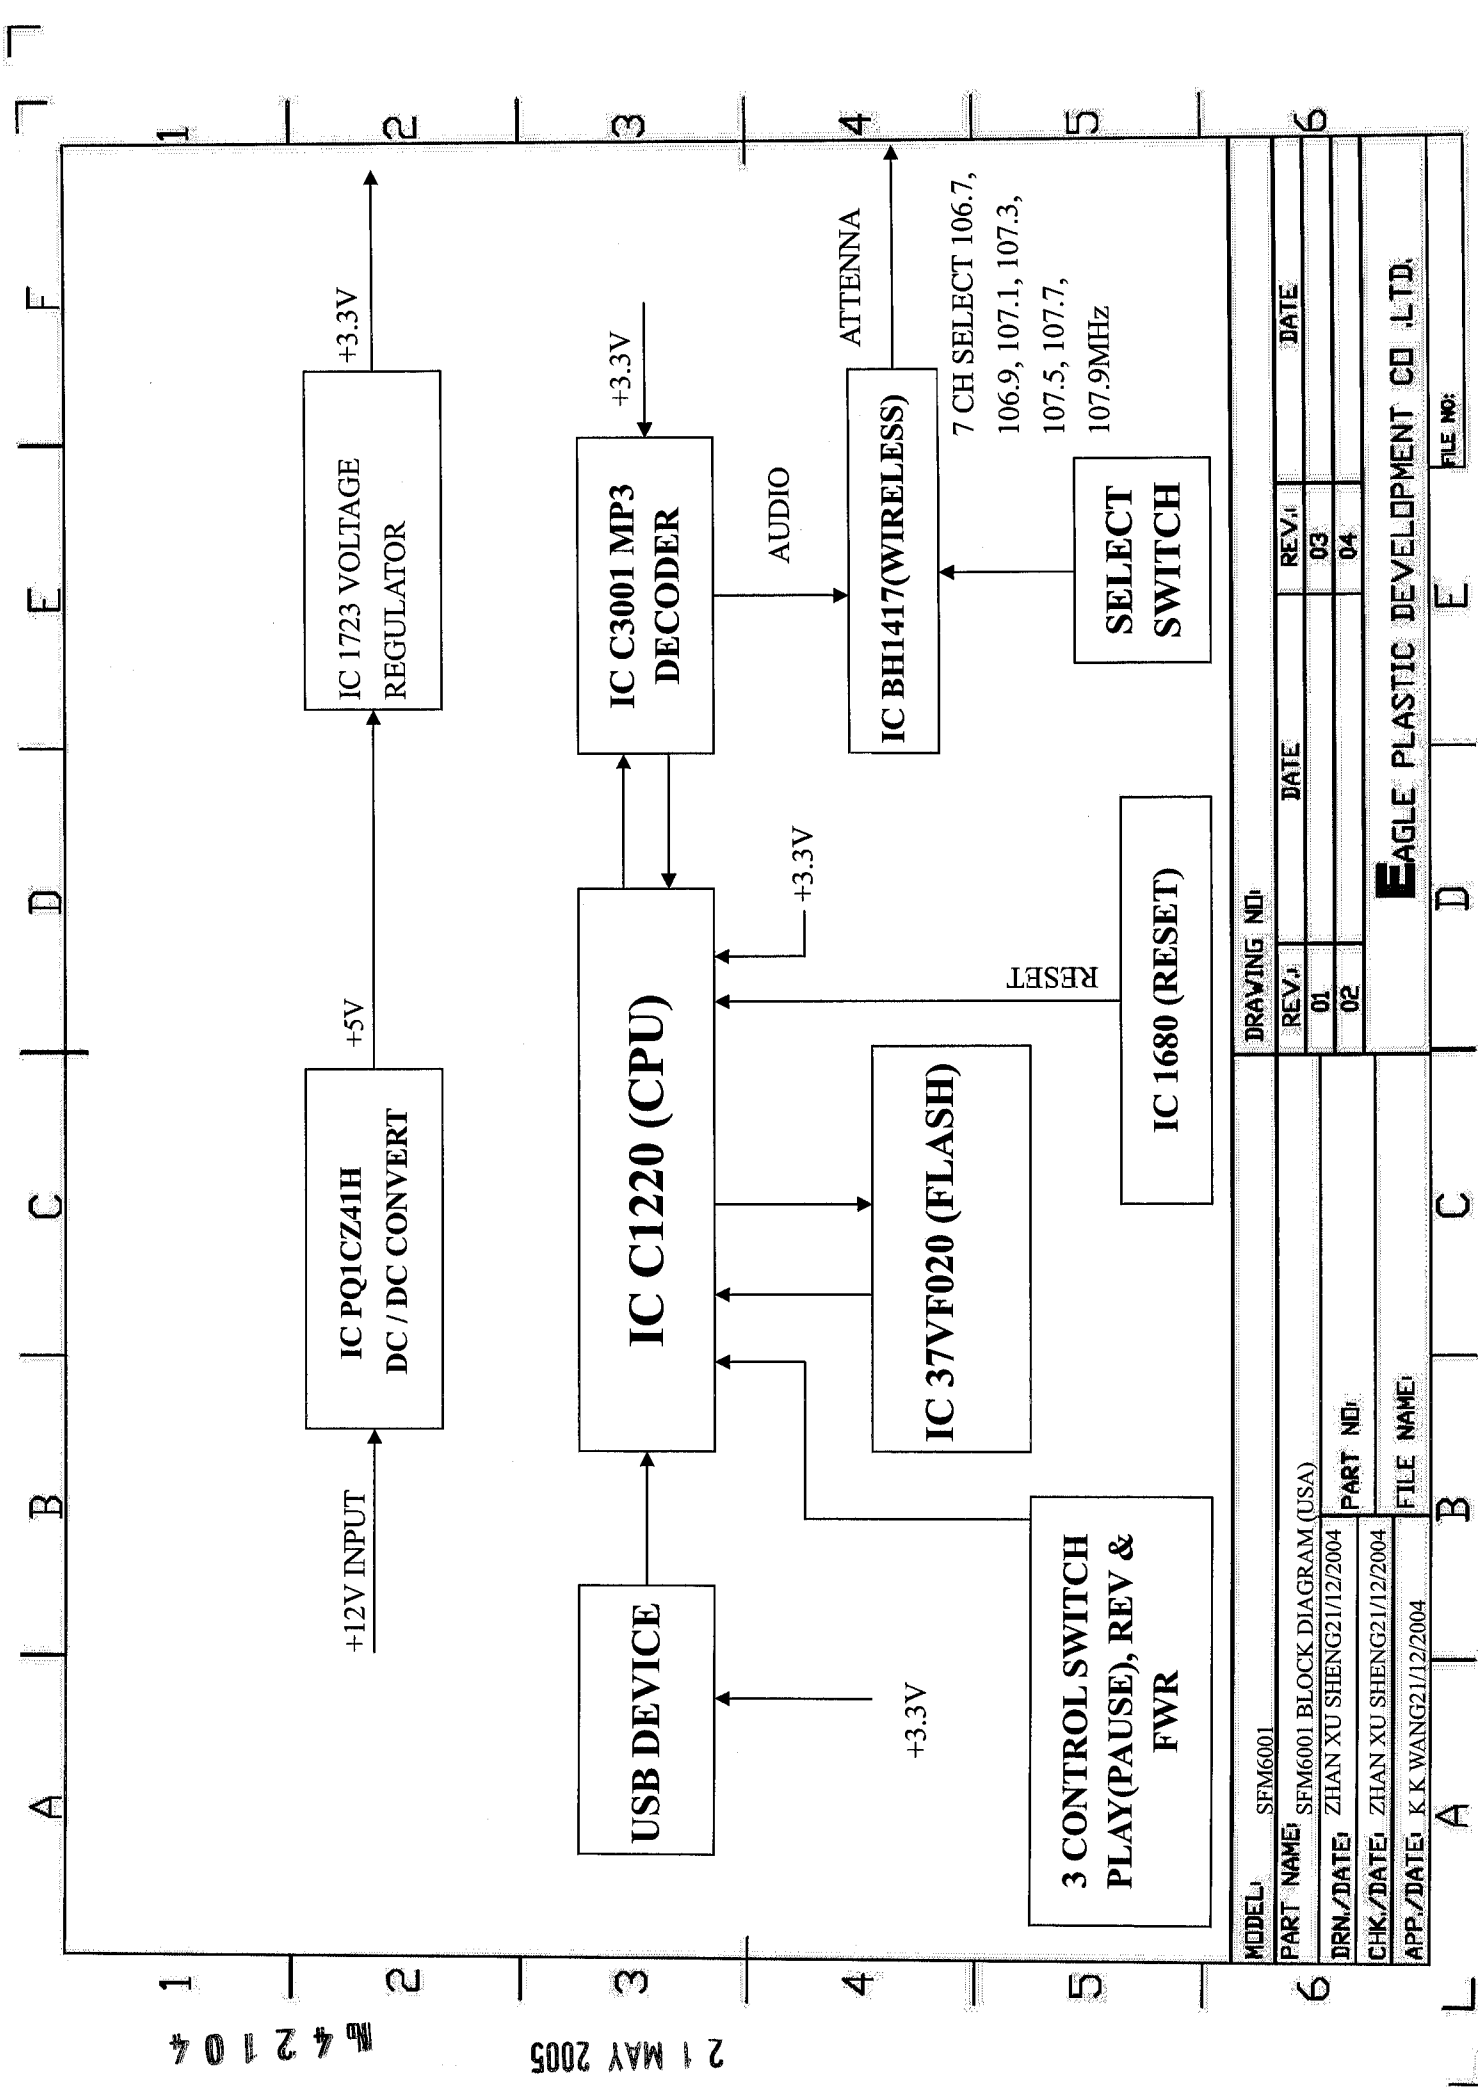 A
B
C
D
E
F
1
2
3
4
5
6
1
2
3
4
5
6
+12V INPUT
IC PQ1CZ41H
DC / DC CONVERT
+5V
IC 1723 VOLTAGE
REGULATOR
+3.3V
USB DEVICE
+3.3V
IC C1220 (CPU)
+3.3V
IC C3001 MP3
DECODER
+3.3V
AUDIO
IC BH1417(WIRELESS)
ATTENNA
7 CH SELECT 106.7,
106.9, 107.1, 107.3,
107.5, 107.7,
107.9MHz
SELECT
SWITCH
3 CONTROL SWITCH
PLAY(PAUSE), REV &
FWR
IC 37VF020 (FLASH)
RESET
IC 1680 (RESET)
MODEL: SFM6001
PART NAME: SFM6001 BLOCK DIAGRAM (USA)
DRN./DATE: ZHAN XU SHENG21/12/2004
CHK./DATE: ZHAN XU SHENG21/12/2004
APP./DATE: K K WANG21/12/2004
PART NO:
FILE NAME:
DRAWING NO:
REV.: DATE REV.: DATE
01 03
02 04
EAGLE PLASTIC DEVELOPMENT CO .,LTD.
FILE NO:
A
B
C
D
E
№ 42104
21 MAY 2005